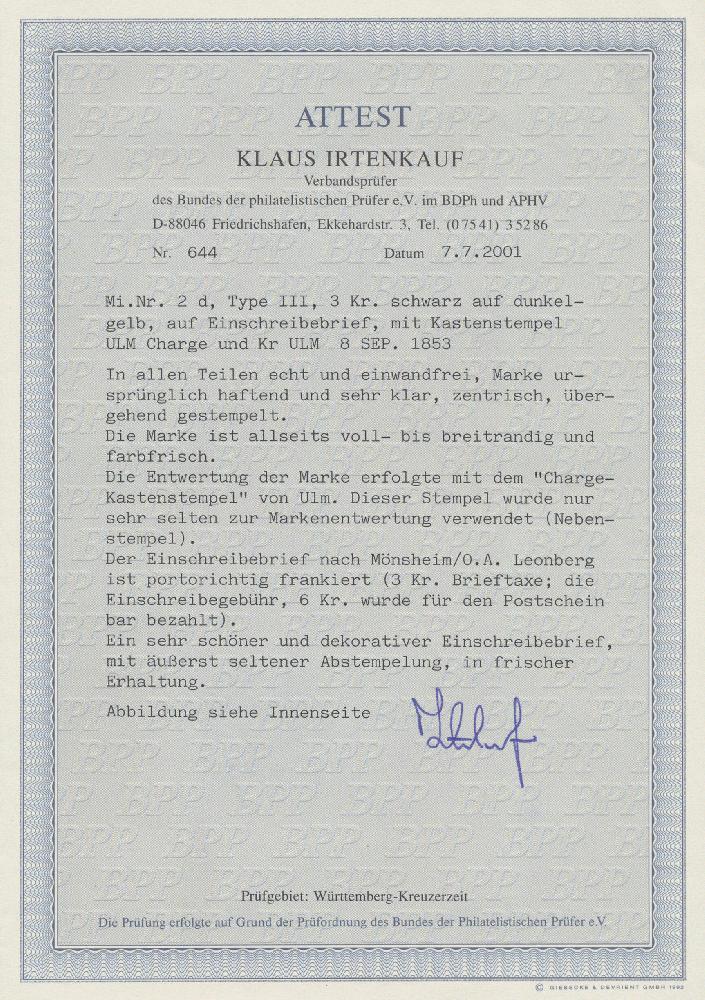 ATTEST
KLAUS IRTENKAUF
Verbandsprüfer
des Bundes der philatelistischen Prüfer e.V. im BDPh und APHV
D-88046 Friedrichshafen, Ekkehardstr. 3, Tel. (07541) 35286
Nr. 644 Datum 7.7.2001
Mi.Nr. 2 d, Type III, 3 Kr. schwarz auf dunkel-
gelb, auf Einschreibebrief, mit Kastenstempel
ULM Charge und Kr ULM 8 SEP. 1853
In allen Teilen echt und einwandfrei, Marke ur-
sprünglich haftend und sehr klar, zentrisch, über-
gehend gestempelt.
Die Marke ist allseits voll- bis breitrandig und
farbfrisch.
Die Entwertung der Marke erfolgte mit dem "Charge-
Kastenstempel" von Ulm. Dieser Stempel wurde nur
sehr selten zur Markenentwertung verwendet (Neben-
stempel).
Der Einschreibebrief nach Mönsheim/O.A. Leonberg
ist portorichtig frankiert (3 Kr. Brieftaxe; die
Einschreibegebühr, 6 Kr. wurde für den Postschein
bar bezahlt).
Ein sehr schöner und dekorativer Einschreibebrief,
mit äußerst seltener Abstempelung, in frischer
Erhaltung.
Abbildung siehe Innenseite
Prüfgebiet: Württemberg-Kreuzerzeit
Die Prüfung erfolgte auf Grund der Prüfordnung des Bundes der Philatelistischen Prüfer e.V.
© GIESECKE & DEVRIENT GMBH 1992